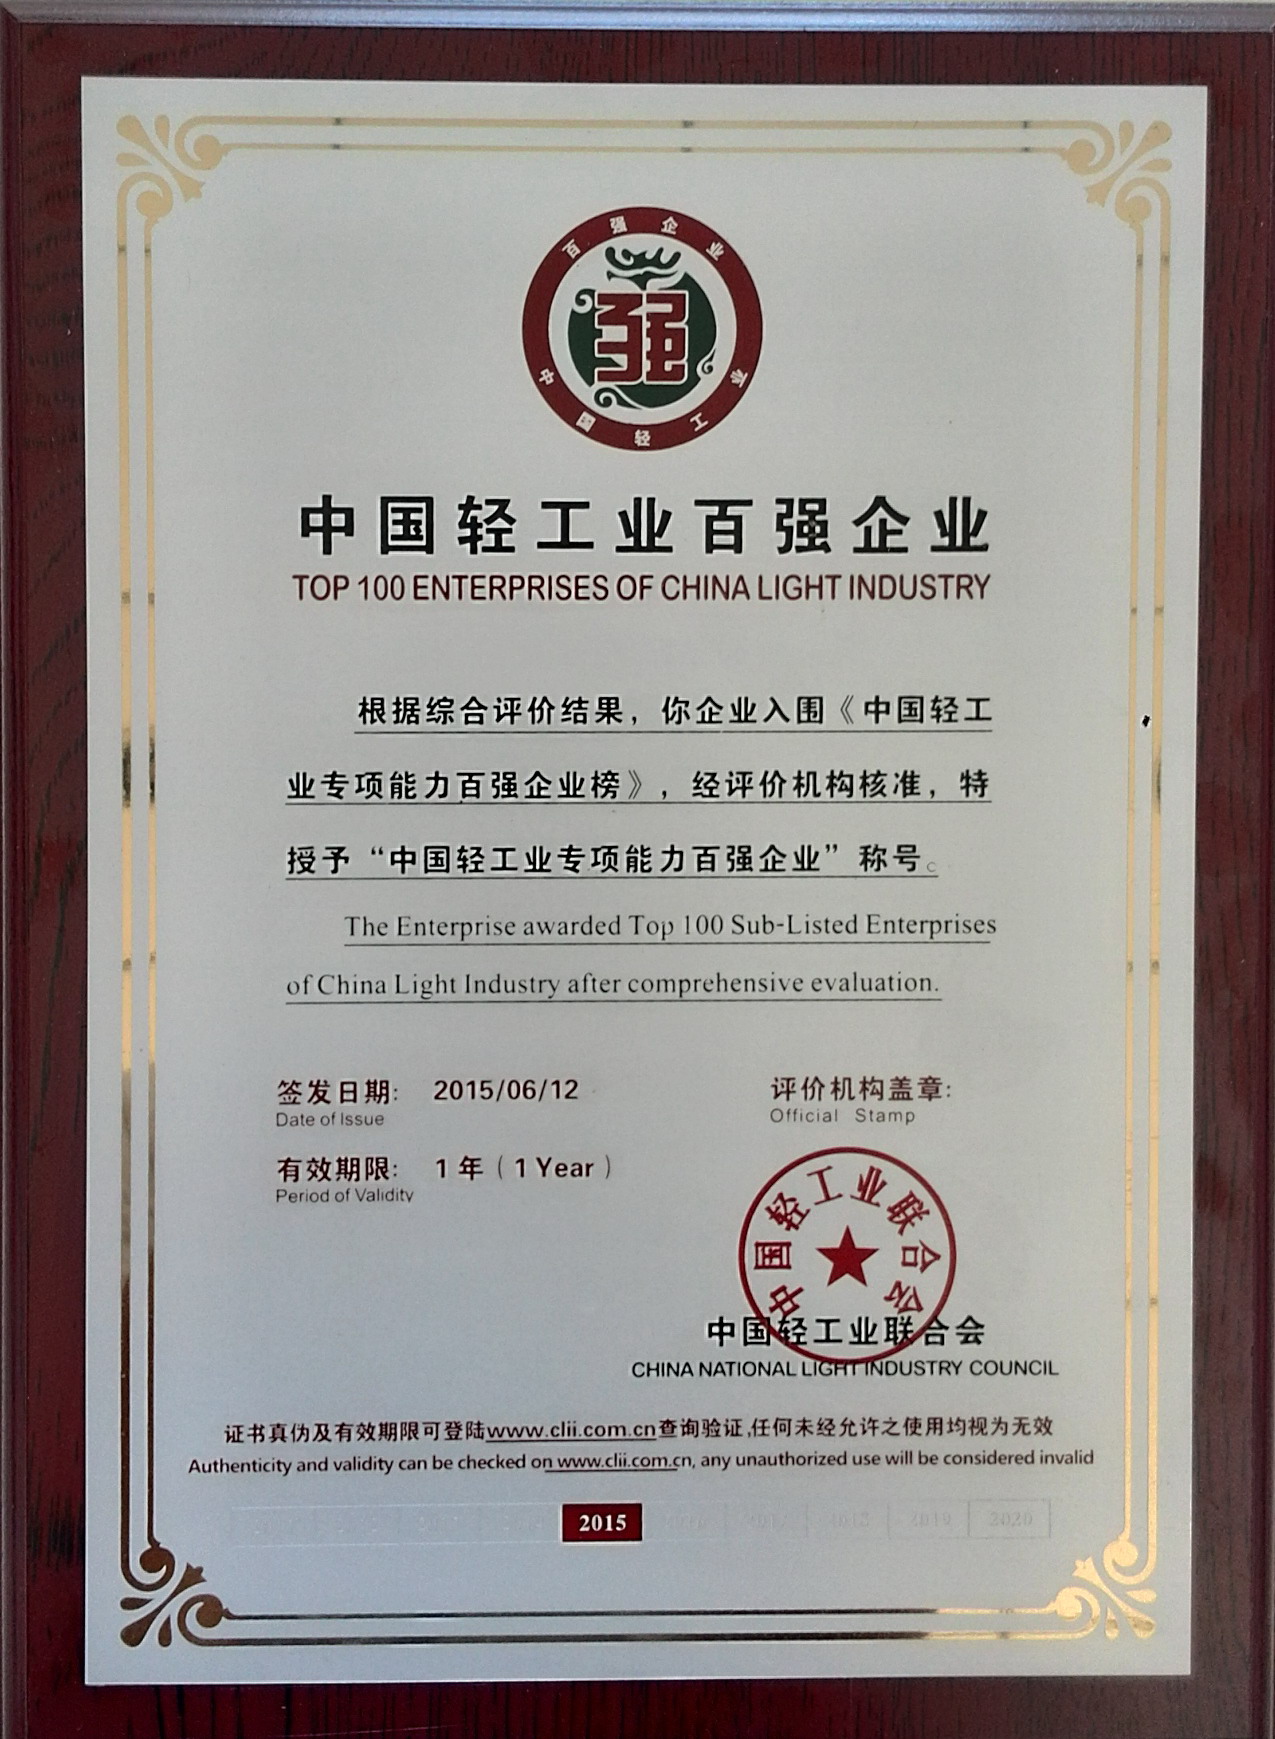 百强企业
强
中国轻工业
中国轻工业百强企业
TOP 100 ENTERPRISES OF CHINA LIGHT INDUSTRY
根据综合评价结果，你企业入围《中国轻工
业专项能力百强企业榜》，经评价机构核准，特
授予“中国轻工业专项能力百强企业”称号。
The Enterprise awarded Top 100 Sub-Listed Enterprises
of China Light Industry after comprehensive evaluation.
签发日期: 2015/06/12
Date of Issue
评价机构盖章:
Official Stamp
有效期限: 1 年（1 Year）
Period of Validity
中国轻工业联合会
中国轻工业联合会
CHINA NATIONAL LIGHT INDUSTRY COUNCIL
证书真伪及有效期限可登陆www.clii.com.cn查询验证,任何未经允许之使用均视为无效
Authenticity and validity can be checked on www.clii.com.cn, any unauthorized use will be considered invalid
2015 2019 2020